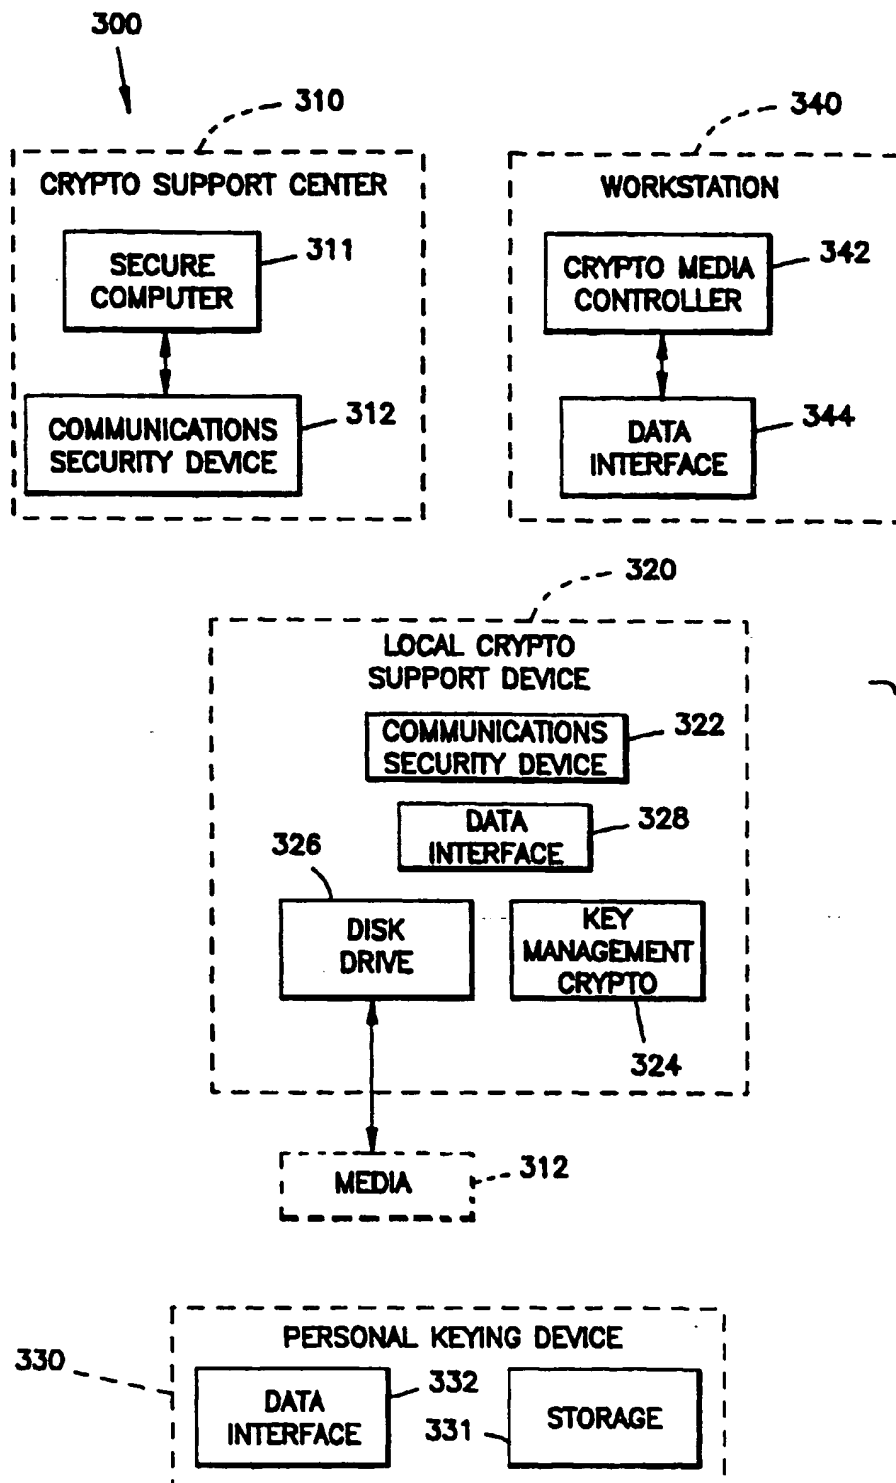 300
310
340
CRYPTO SUPPORT CENTER
SECURE
COMPUTER
311
COMMUNICATIONS
SECURITY DEVICE
312
WORKSTATION
CRYPTO MEDIA
CONTROLLER
342
DATA
INTERFACE
344
320
LOCAL CRYPTO
SUPPORT DEVICE
COMMUNICATIONS
SECURITY DEVICE
322
DATA
INTERFACE
328
326
DISK
DRIVE
KEY
MANAGEMENT
CRYPTO
324
MEDIA
312
PERSONAL KEYING DEVICE
330
DATA
INTERFACE
332
331
STORAGE